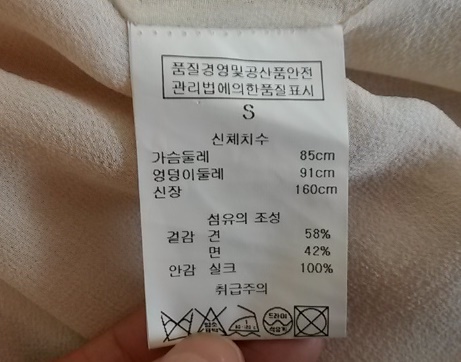 품질경영및공산품안전
관리법에의한품질표시
S
신체치수
가슴둘레 85cm
엉덩이둘레 91cm
신장 160cm
섬유의 조성
겉감 견 58%
면 42%
안감 실크 100%
취급주의
드라이